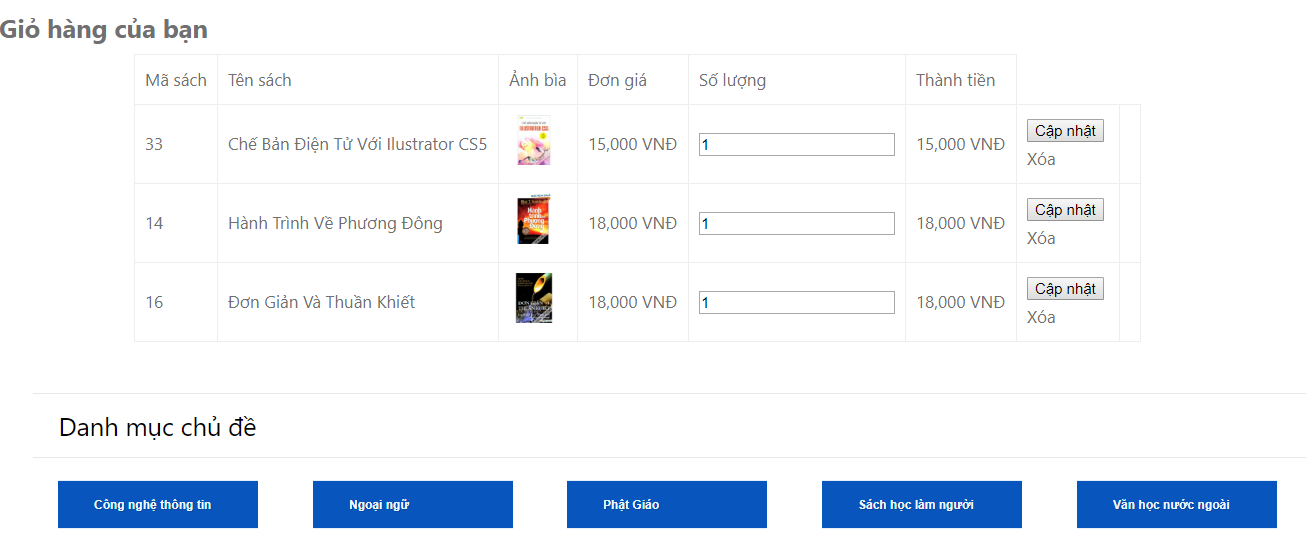 Giỏ hàng của bạn
Mã sách Tên sách Ảnh bìa Đơn giá Số lượng Thành tiền
33 Chế Bản Điện Tử Với Ilustrator CS5 15,000 VNĐ 1 15,000 VNĐ Cập nhật
Xóa
14 Hành Trình Về Phương Đông 18,000 VNĐ 1 18,000 VNĐ Cập nhật
Xóa
16 Đơn Giản Và Thuần Khiết 18,000 VNĐ 1 18,000 VNĐ Cập nhật
Xóa
Danh mục chủ đề
Công nghệ thông tin Ngoại ngữ Phật Giáo Sách học làm người Văn học nước ngoài